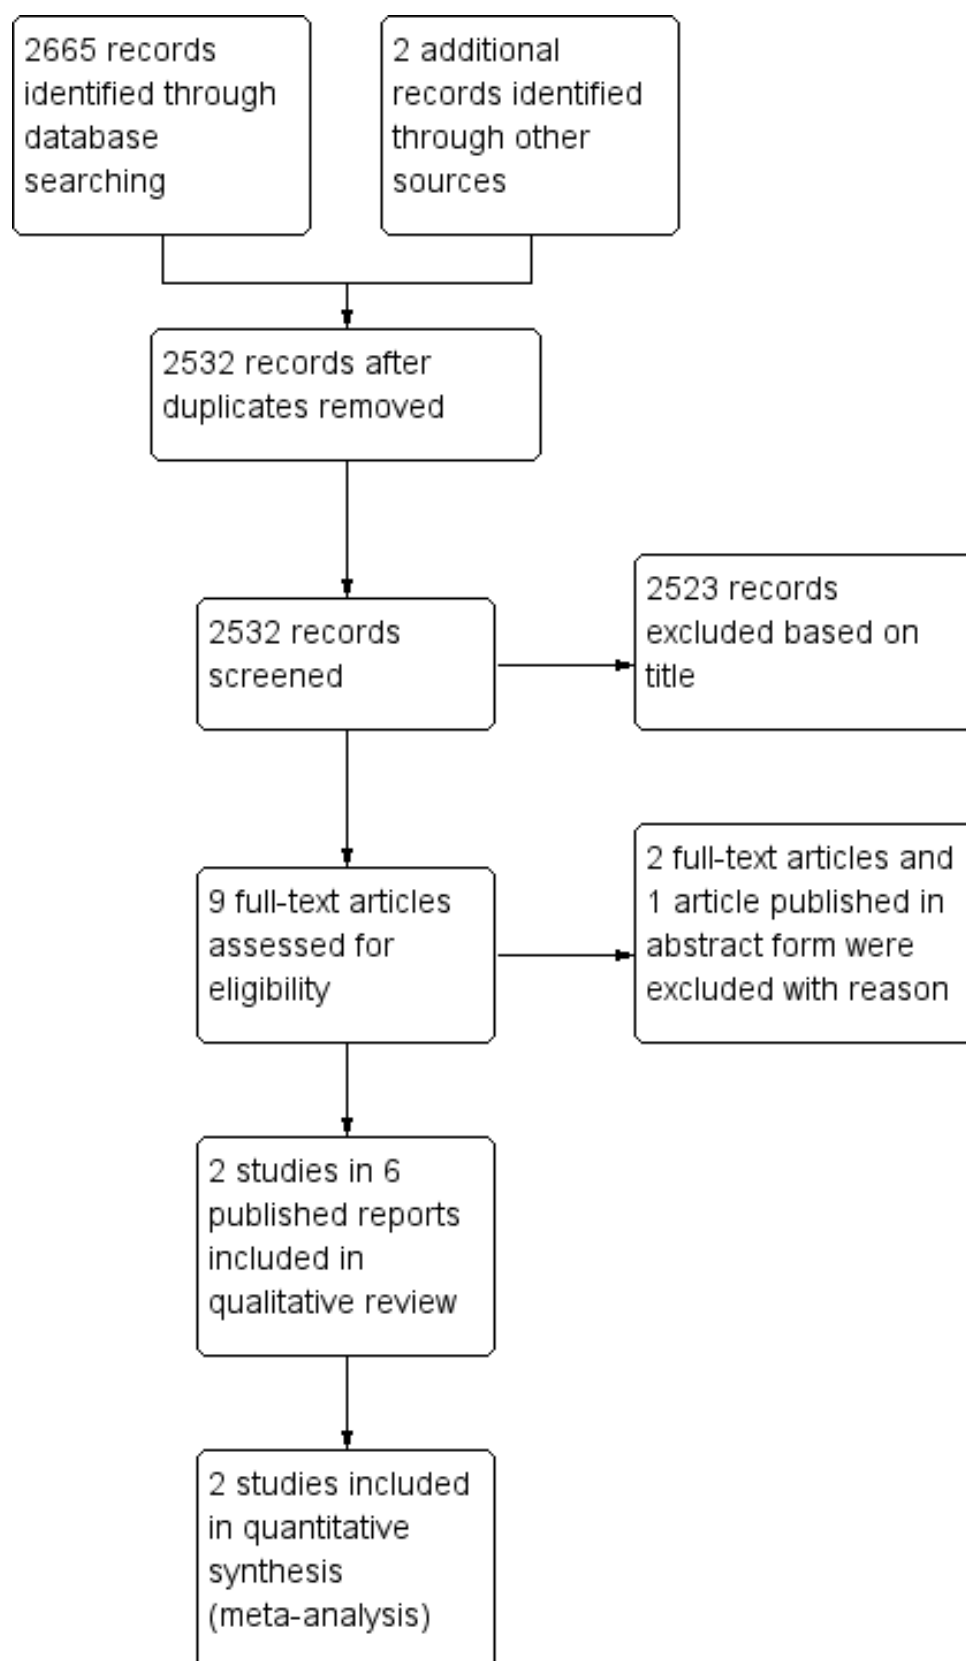 2665 records
identified through
database
searching
2 additional
records identified
through other
sources
2532 records after
duplicates removed
2532 records
screened
2523 records
excluded based on
title
9 full-text articles
assessed for
eligibility
2 full-text articles and
1 article published in
abstract form were
excluded with reason
2 studies in 6
published reports
included in
qualitative review
2 studies included
in quantitative
synthesis
(meta-analysis)